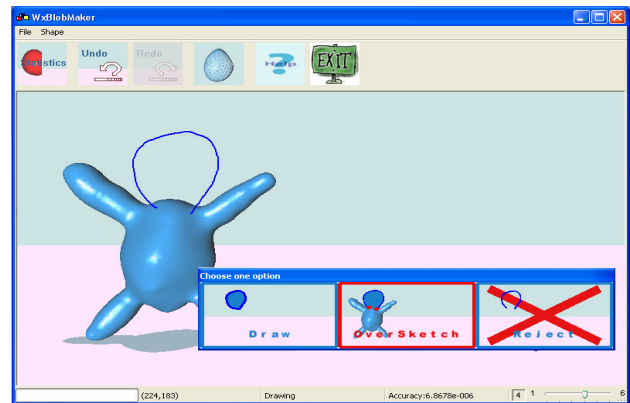 WxBlobMaker
File Shape
Statistics Undo Redo Help EXIT
Choose one option
Draw OverSketch Reject
(224,183) Drawing Accuracy:6.8678e-006 4 1 6